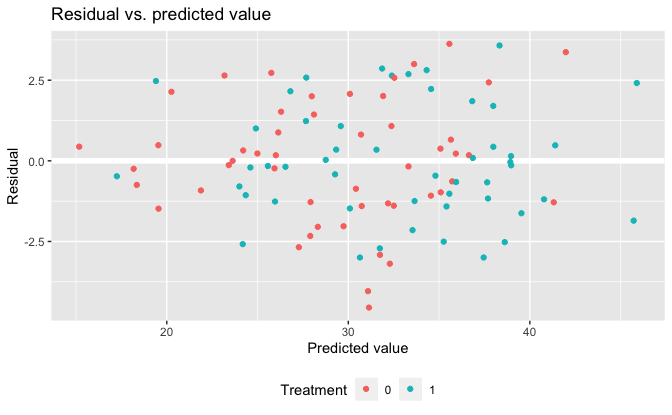 Residual vs. predicted value
Residual
2.5
0.0
-2.5
20 30 40
Predicted value
Treatment 0 1